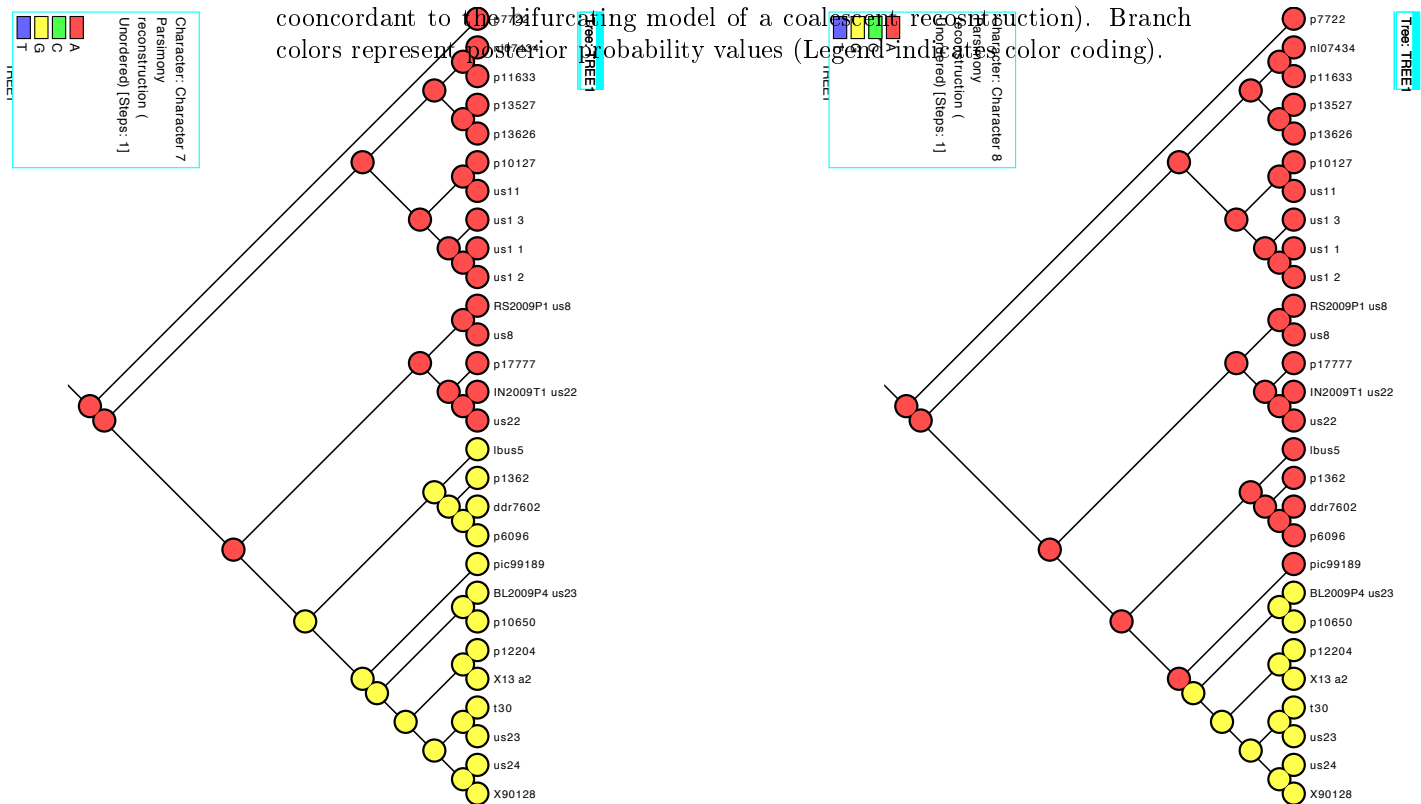 cooncordant to the bifurcating model of a coalescent recosntruction). Branch
colors represent posterior probability values (Legend indicates color coding).
Character: Character 7
Parsimony
reconstruction (
Unordered) [Steps: 1]
A
C
G
T
Tree: TREE1
p7722
nl07434
p11633
p13527
p13626
p10127
us11
us1 3
us1 1
us1 2
RS2009P1 us8
us8
p17777
IN2009T1 us22
us22
lbus5
p1362
ddr7602
p6096
pic99189
BL2009P4 us23
p10650
p12204
X13 a2
t30
us23
us24
X90128
Character: Character 8
Parsimony
reconstruction (
Unordered) [Steps: 1]
A
C
G
T
Tree: TREE1
p7722
nl07434
p11633
p13527
p13626
p10127
us11
us1 3
us1 1
us1 2
RS2009P1 us8
us8
p17777
IN2009T1 us22
us22
lbus5
p1362
ddr7602
p6096
pic99189
BL2009P4 us23
p10650
p12204
X13 a2
t30
us23
us24
X90128